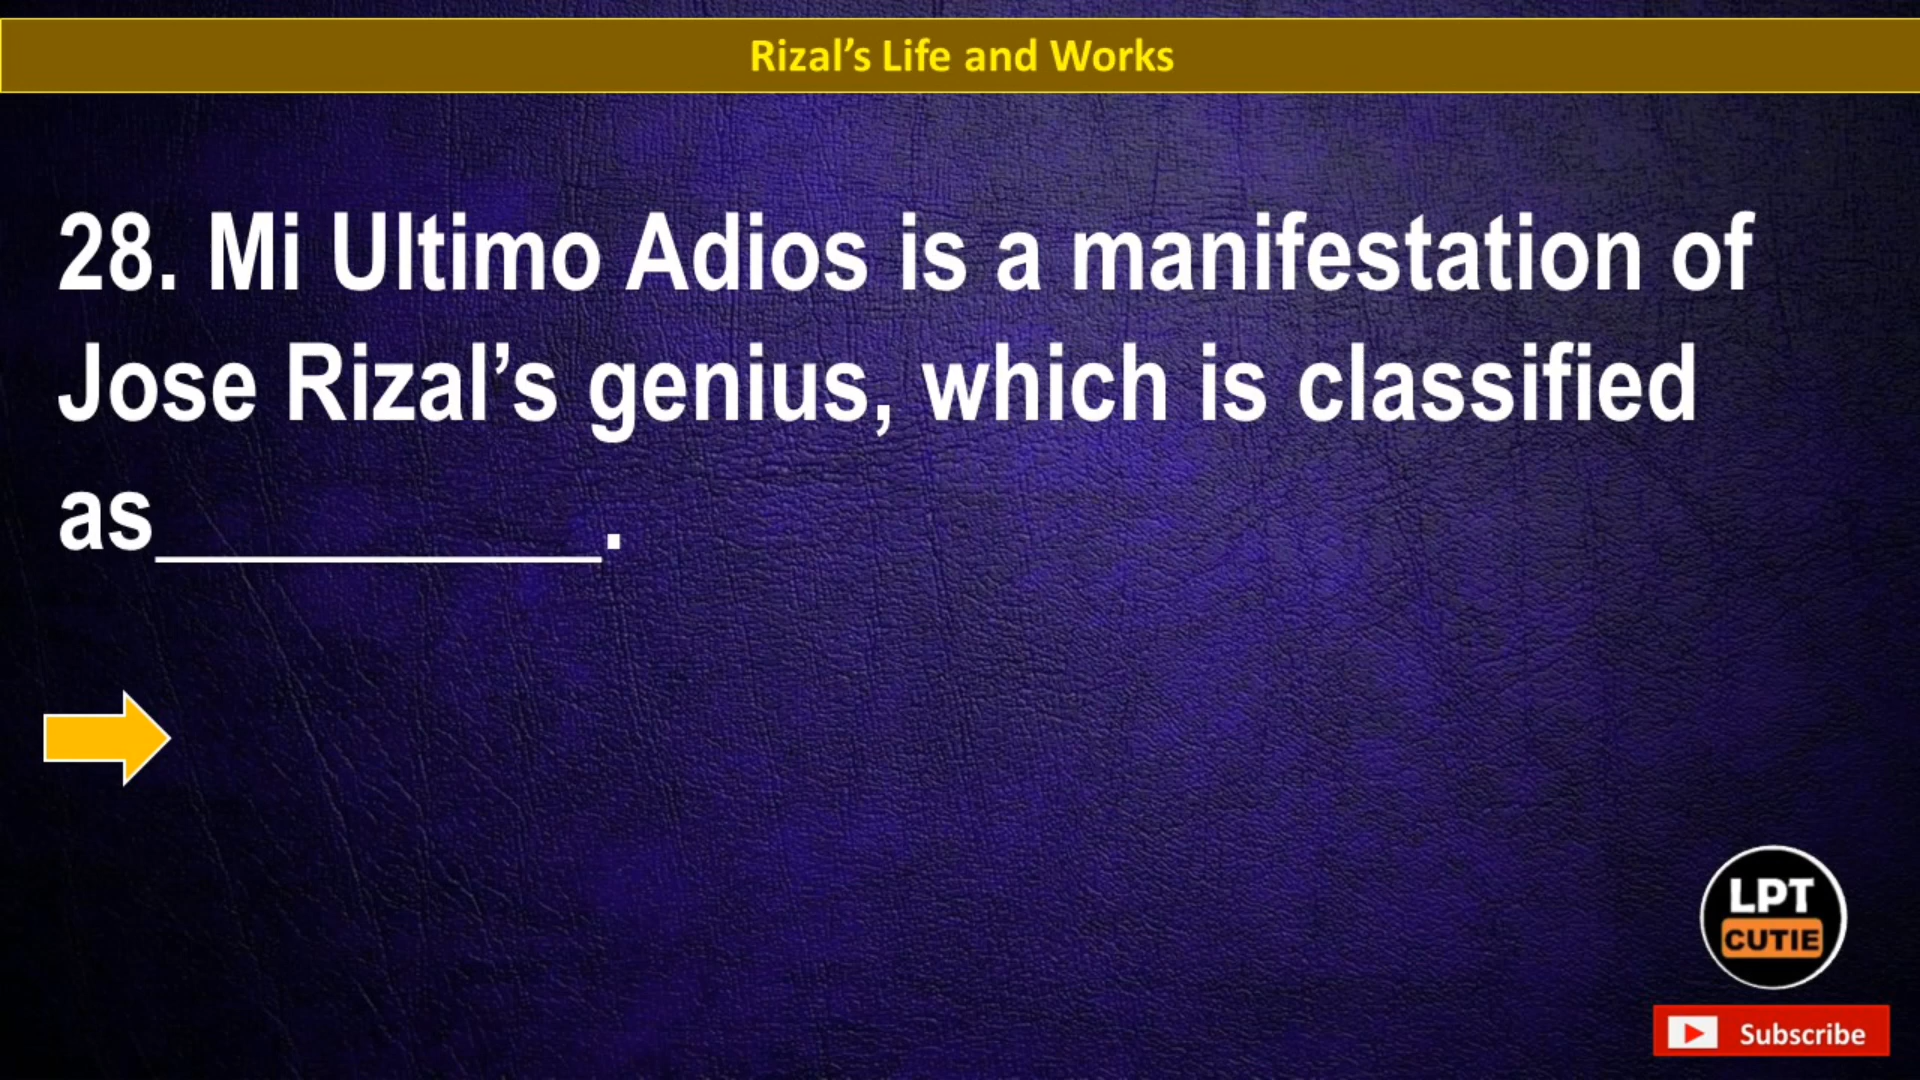 Rizal’s Life and Works
28. Mi Ultimo Adios is a manifestation of
Jose Rizal’s genius, which is classified
as__________.
LPT
CUTIE
Subscribe